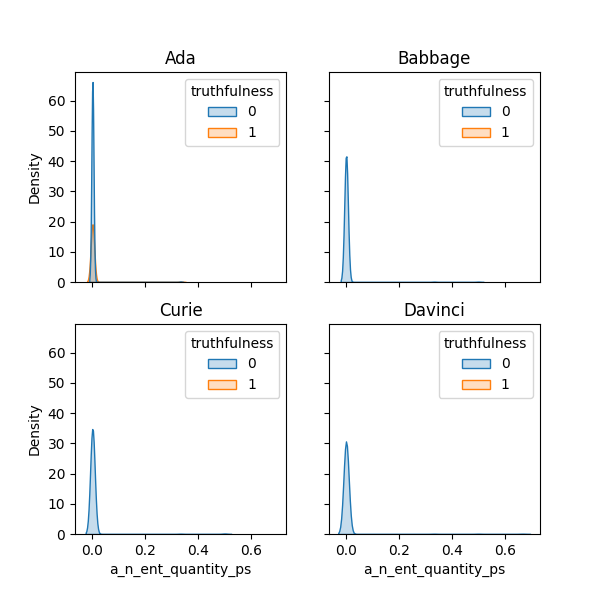 Ada
Babbage
truthfulness
0
1
truthfulness
0
1
Density
60
50
40
30
20
10
0
Curie
Davinci
truthfulness
0
1
truthfulness
0
1
Density
60
50
40
30
20
10
0
0.0 0.2 0.4 0.6
0.0 0.2 0.4 0.6
a_n_ent_quantity_ps
a_n_ent_quantity_ps